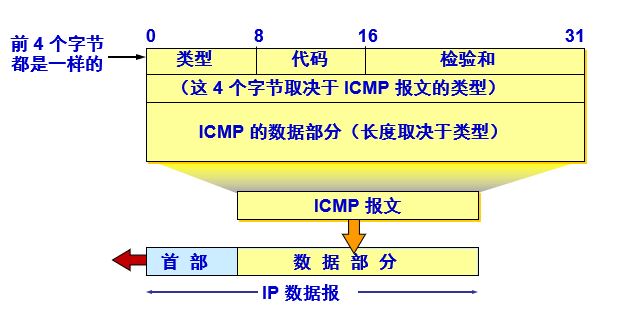 0 8 16 31
前 4 个字节
都是一样的
类型 代码 检验和
（这 4 个字节取决于 ICMP 报文的类型）
ICMP 的数据部分（长度取决于类型）
ICMP 报文
首 部 数 据 部 分
IP 数据报